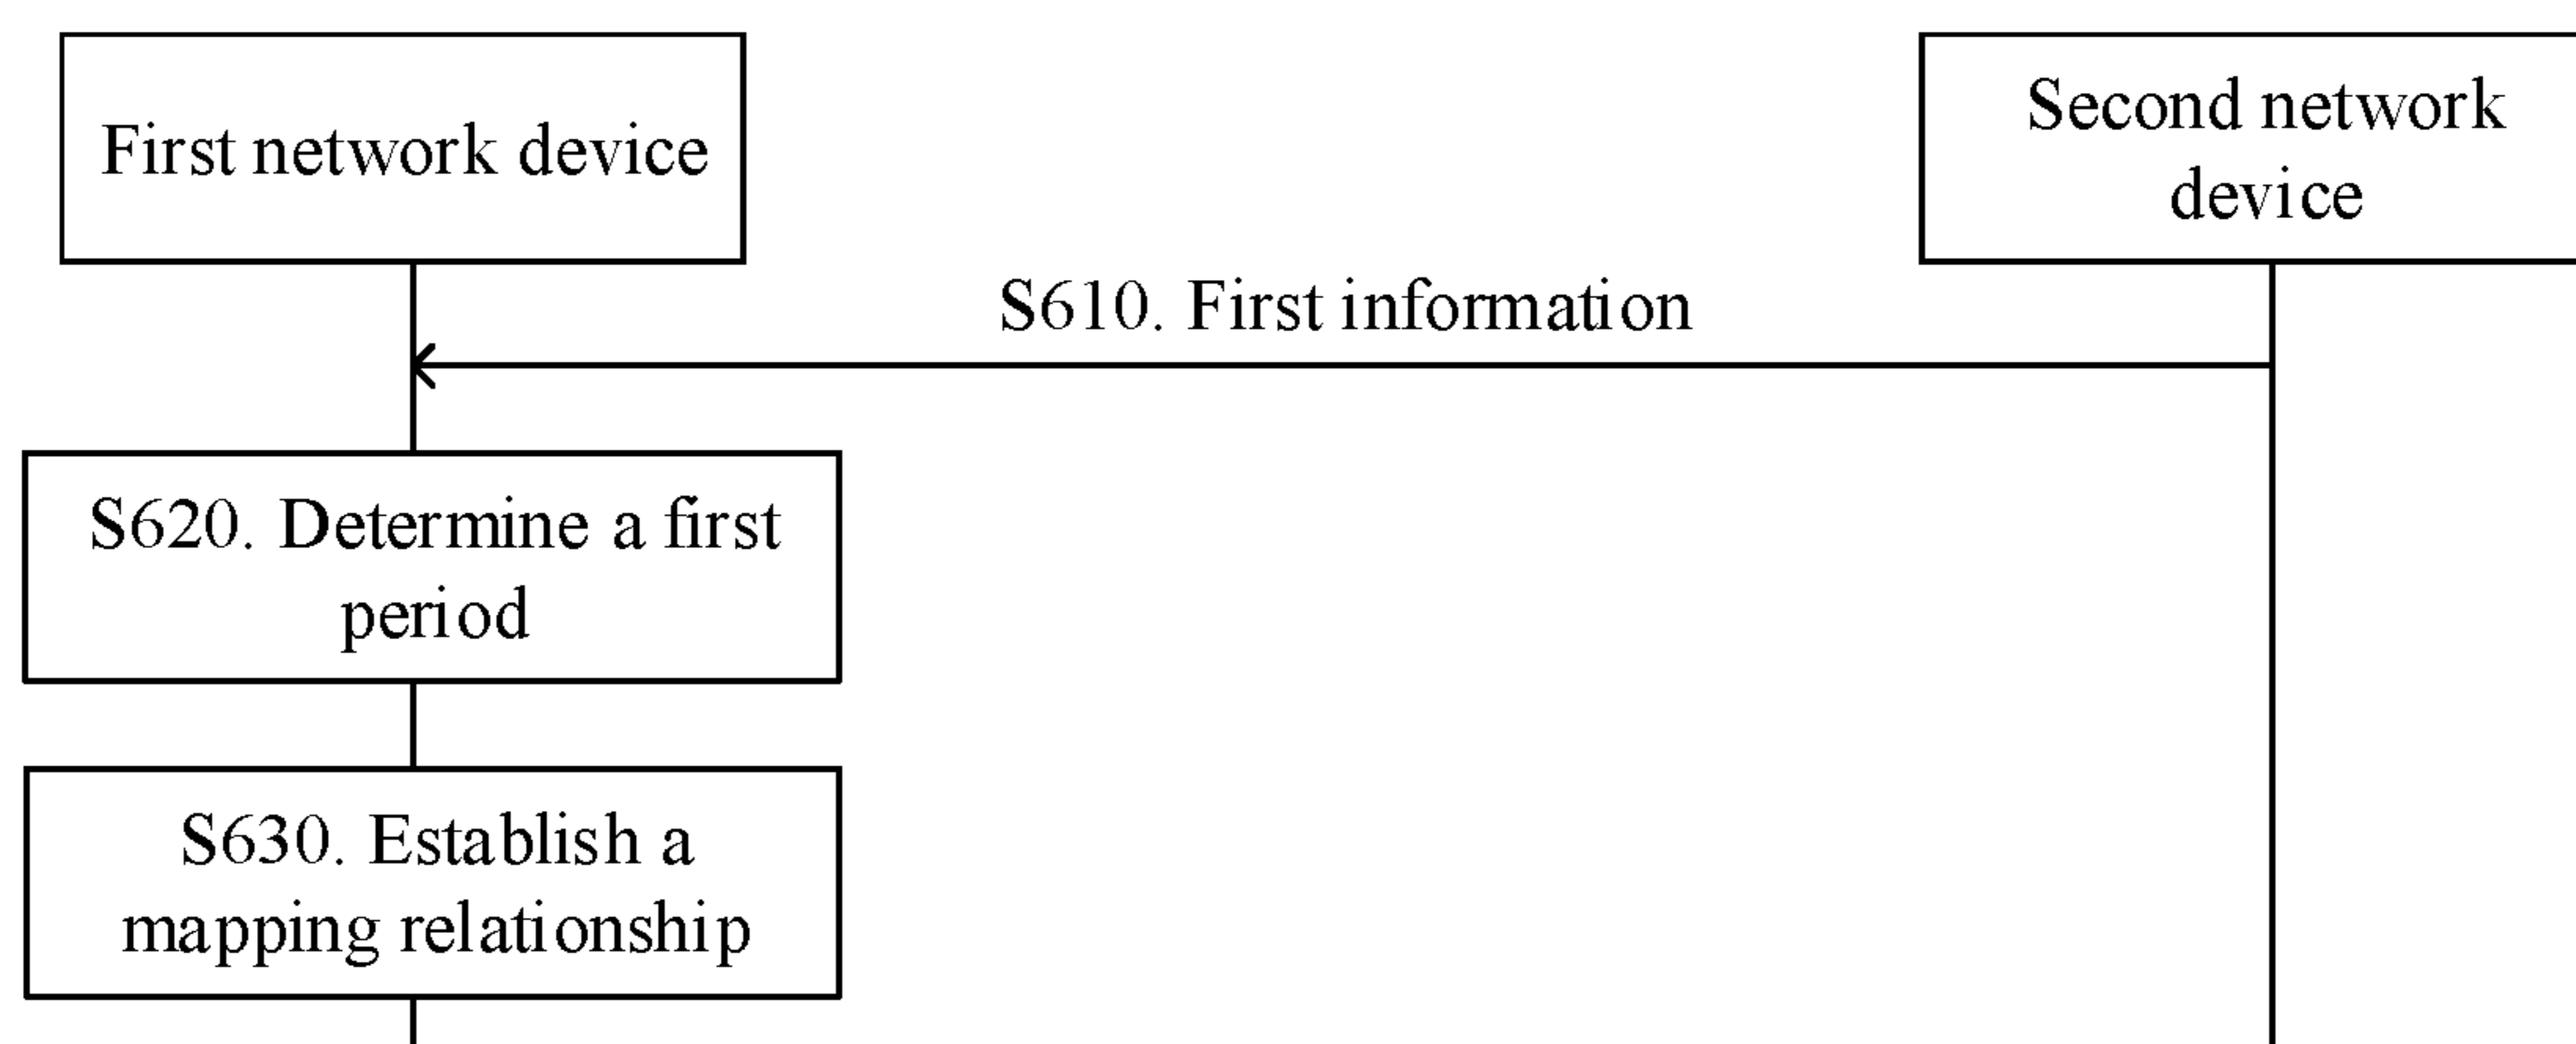 First network device
Second network
device
S610. First information
S620. Determine a first
period
S630. Establish a
mapping relationship